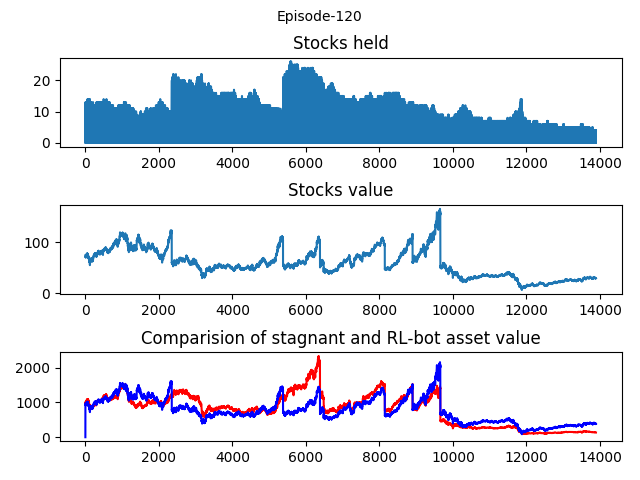 Episode-120
Stocks held
20
10
0
0 2000 4000 6000 8000 10000 12000 14000
Stocks value
100
0
0 2000 4000 6000 8000 10000 12000 14000
Comparision of stagnant and RL-bot asset value
2000
1000
0
0 2000 4000 6000 8000 10000 12000 14000